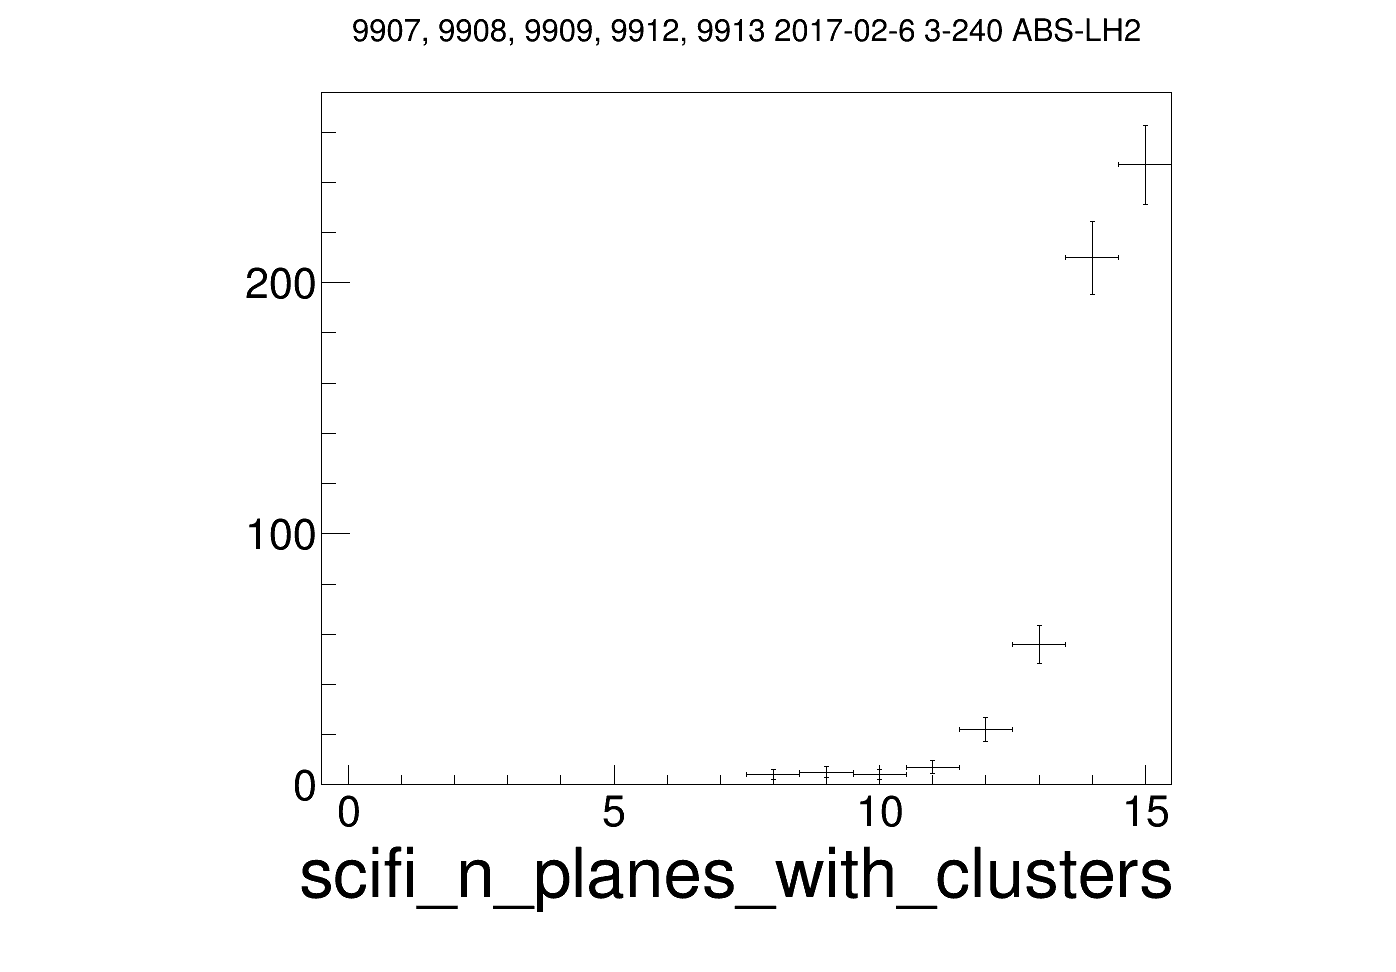 9907, 9908, 9909, 9912, 9913 2017-02-6 3-240 ABS-LH2
200
100
0
0 5 10 15
scifi_n_planes_with_clusters